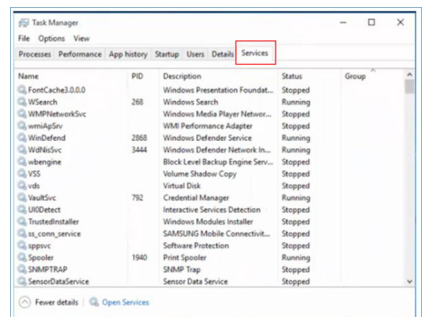 Task Manager
File Options View
Processes Performance App history Startup Users Details Services
Name PID Description Status Group
FontCache3.0.0.0 Windows Presentation Foundat... Stopped
WSearch 268 Windows Search Running
WMPNetworkSvc Windows Media Player Networ... Stopped
wmiApSrv WMI Performance Adapter Stopped
WinDefend 2868 Windows Defender Service Running
WdNisSvc 3444 Windows Defender Network In... Running
wbengine Block Level Backup Engine Serv... Stopped
VSS Volume Shadow Copy Stopped
vds Virtual Disk Stopped
VaultSvc 792 Credential Manager Running
UI0Detect Interactive Services Detection Stopped
TrustedInstaller Windows Modules Installer Stopped
ss_conn_service SAMSUNG Mobile Connectivit... Stopped
sppsvc Software Protection Stopped
Spooler 1940 Print Spooler Running
SNMPTRAP SNMP Trap Stopped
SensorDataService Sensor Data Service Stopped
Fewer details Open Services